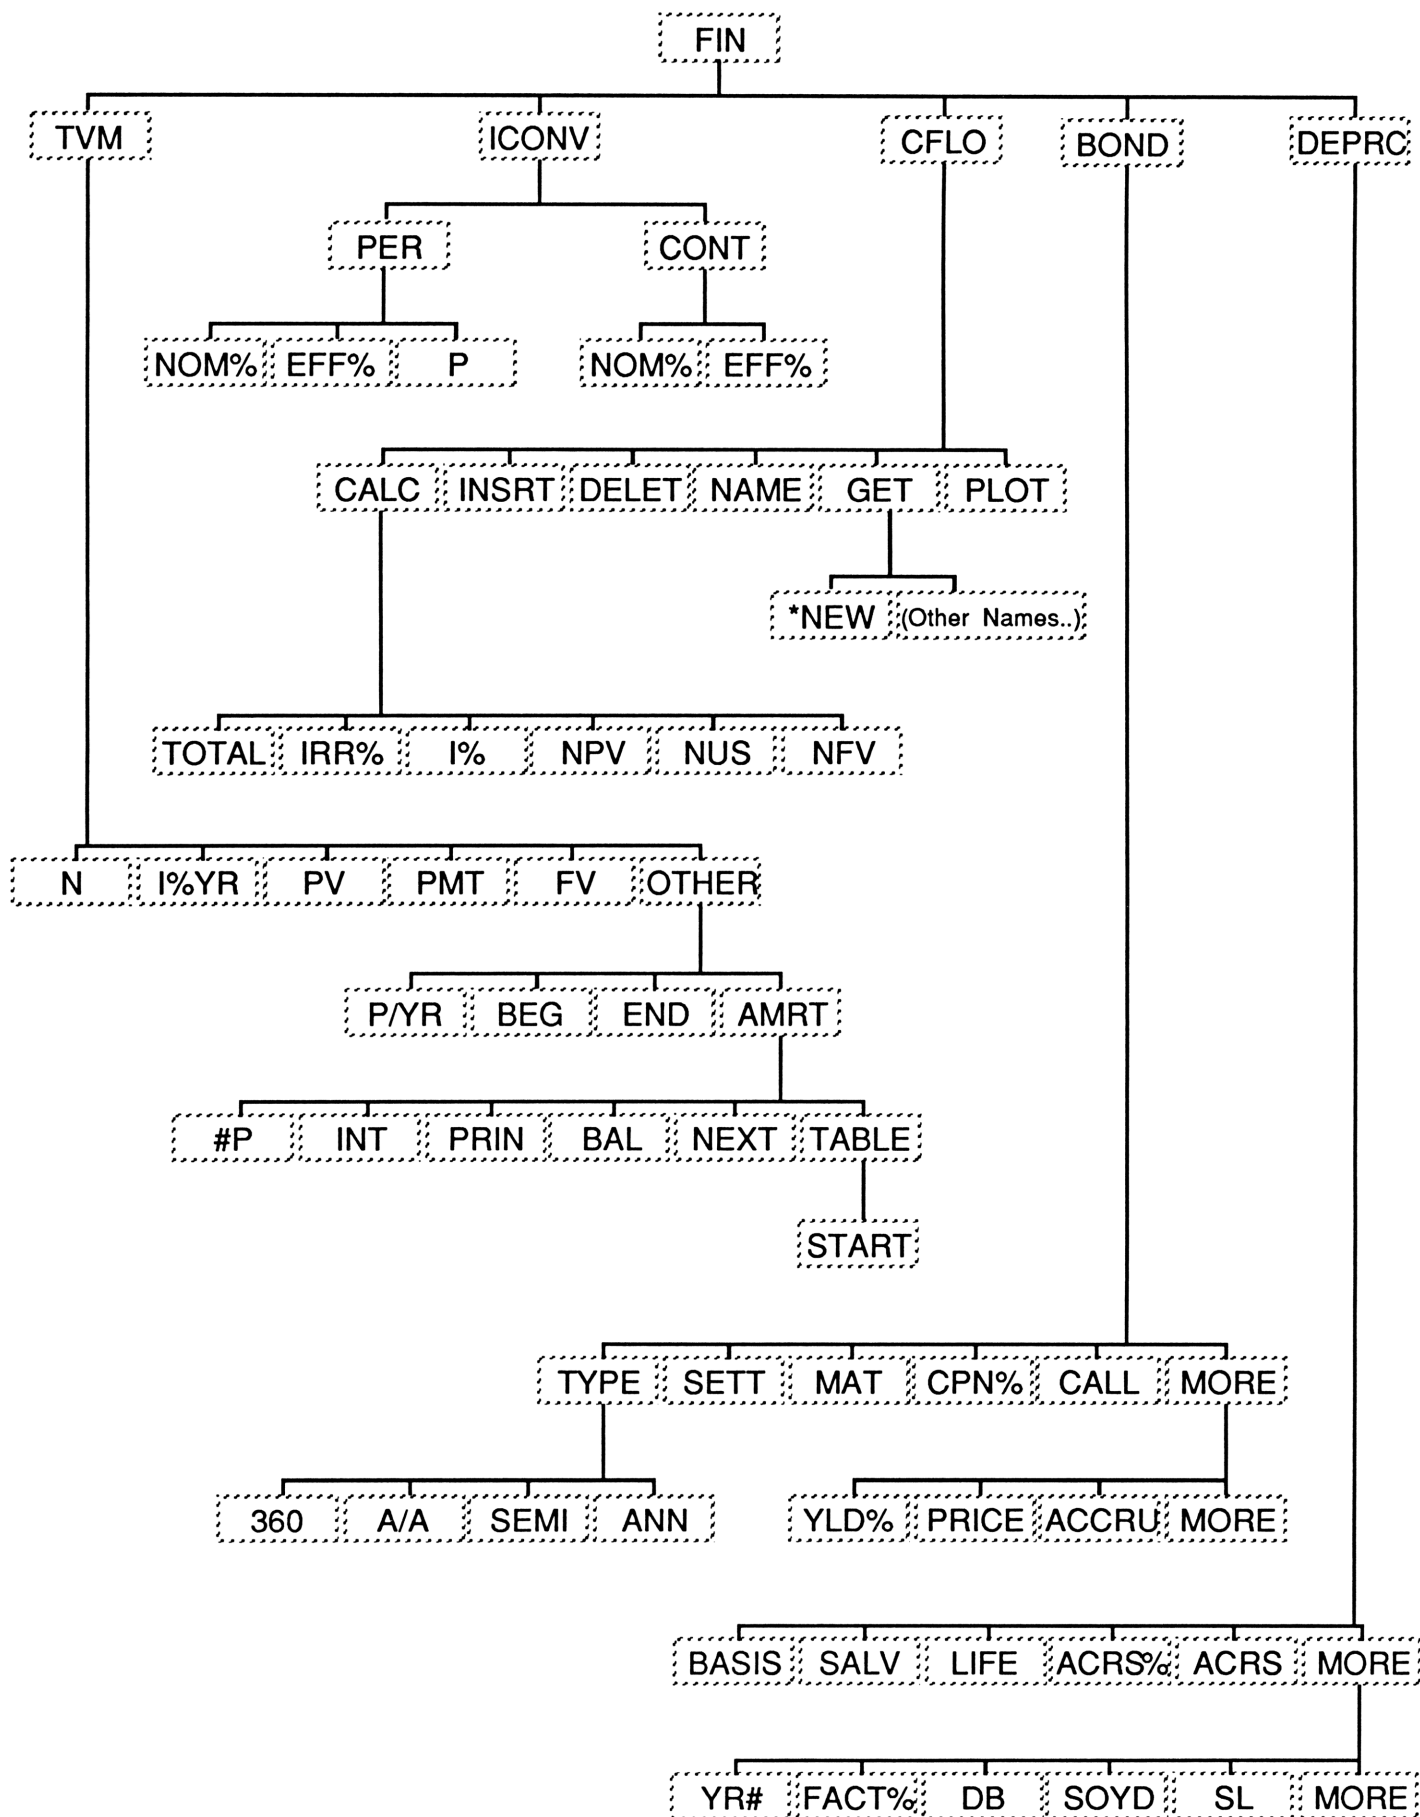 FIN
TVM ICONV CFLO BOND DEPRC
PER CONT
NOM% EFF% P NOM% EFF%
CALC INSRT DELET NAME GET PLOT
*NEW (Other Names..)
TOTAL IRR% I% NPV NUS NFV
N I%YR PV PMT FV OTHER
P/YR BEG END AMRT
#P INT PRIN BAL NEXT TABLE
START
TYPE SETT MAT CPN% CALL MORE
360 A/A SEMI ANN YLD% PRICE ACCRU MORE
BASIS SALV LIFE ACRS% ACRS MORE
YR# FACT% DB SOYD SL MORE